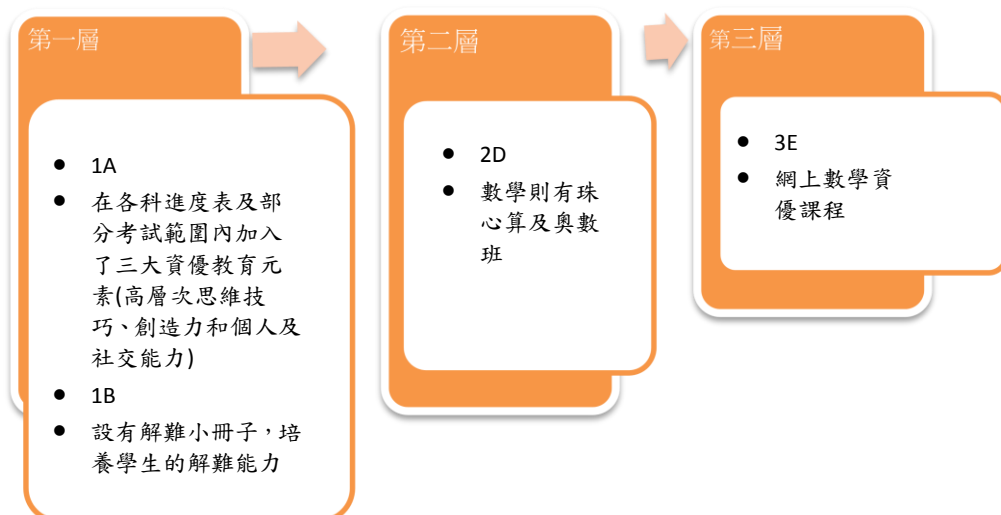 第一層
1A
在各科進度表及部
分考試範圍內加入
了三大資優教育元
素(高層次思維技
巧、創造力和個人及
社交能力)
1B
設有解難小冊子，培
養學生的解難能力
第二層
2D
數學則有珠
心算及奧數
班
第三層
3E
網上數學資
優課程